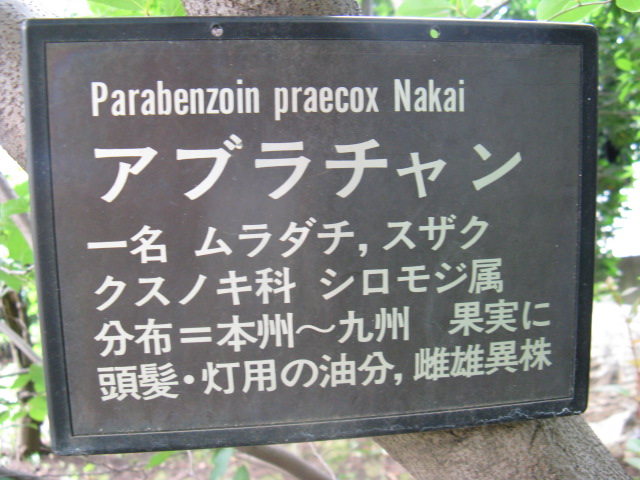 Parabenzoin praecox Nakai
アブラチャン
一名 ムラダチ, スザク
クスノキ科 シロモジ属
分布=本州～九州 果実に
頭髪・灯用の油分, 雌雄異株